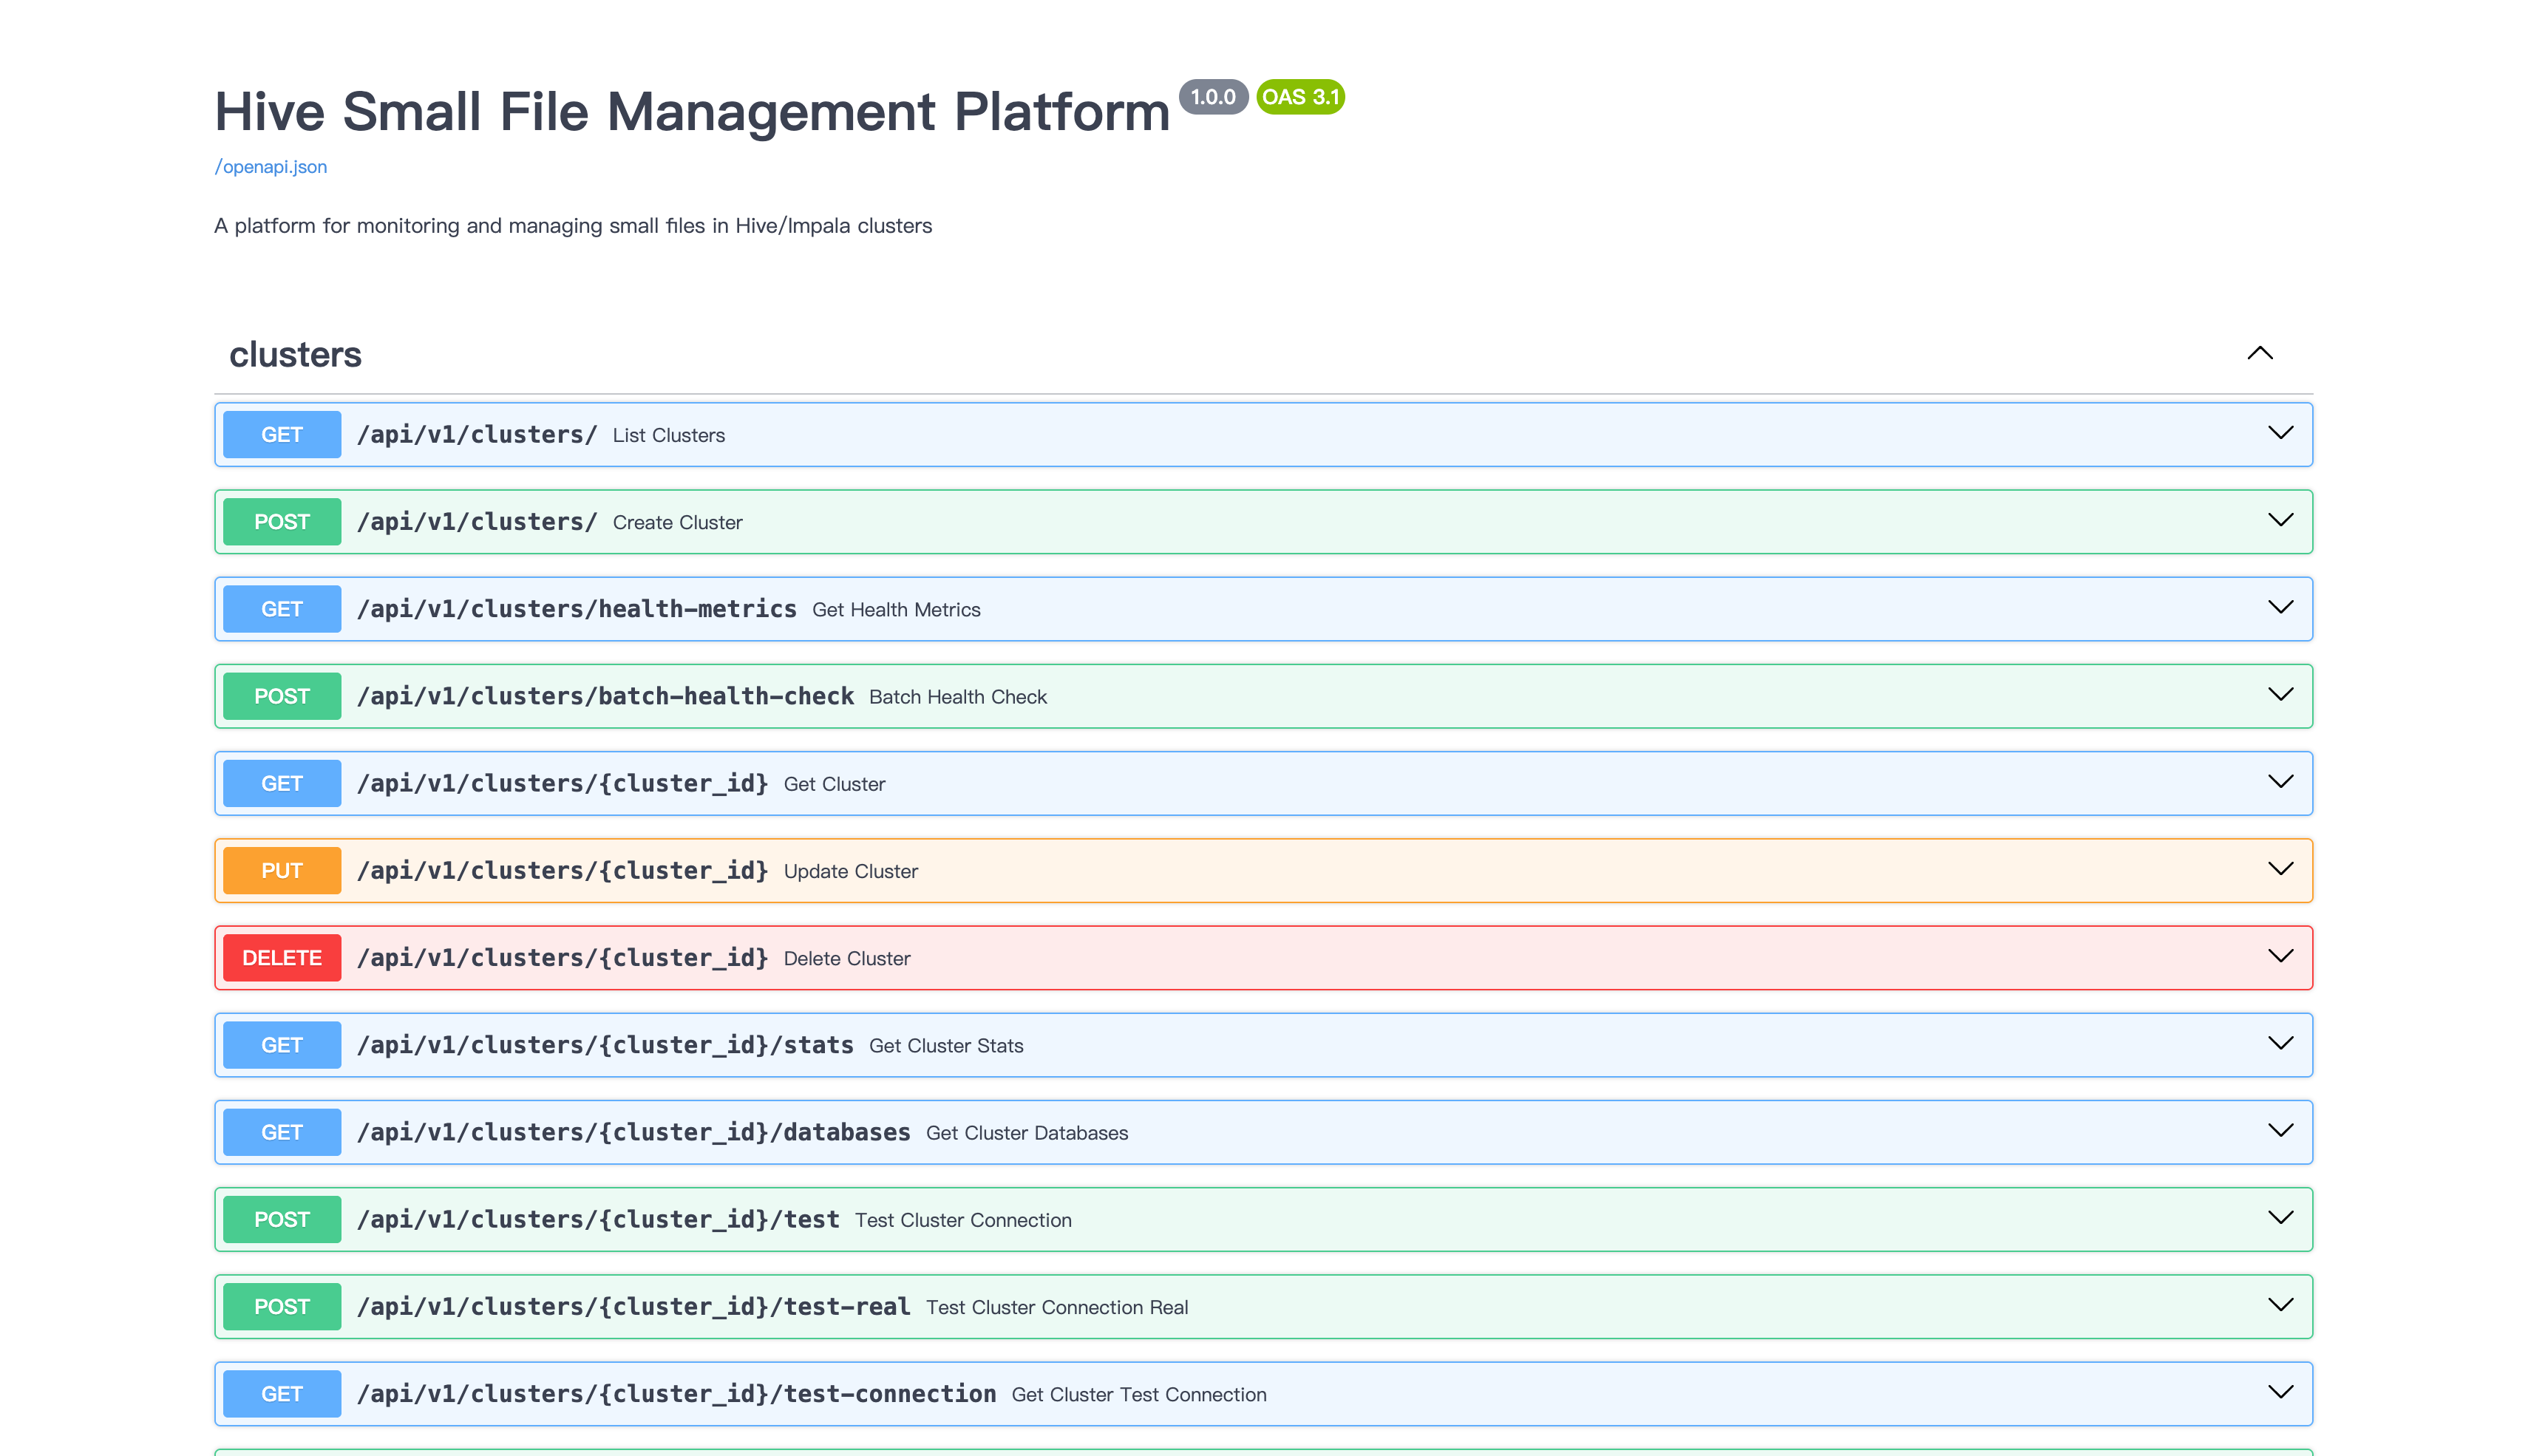 Hive Small File Management Platform 1.0.0 OAS 3.1
/openapi.json
A platform for monitoring and managing small files in Hive/Impala clusters
clusters
GET /api/v1/clusters/ List Clusters
POST /api/v1/clusters/ Create Cluster
GET /api/v1/clusters/health-metrics Get Health Metrics
POST /api/v1/clusters/batch-health-check Batch Health Check
GET /api/v1/clusters/{cluster_id} Get Cluster
PUT /api/v1/clusters/{cluster_id} Update Cluster
DELETE /api/v1/clusters/{cluster_id} Delete Cluster
GET /api/v1/clusters/{cluster_id}/stats Get Cluster Stats
GET /api/v1/clusters/{cluster_id}/databases Get Cluster Databases
POST /api/v1/clusters/{cluster_id}/test Test Cluster Connection
POST /api/v1/clusters/{cluster_id}/test-real Test Cluster Connection Real
GET /api/v1/clusters/{cluster_id}/test-connection Get Cluster Test Connection